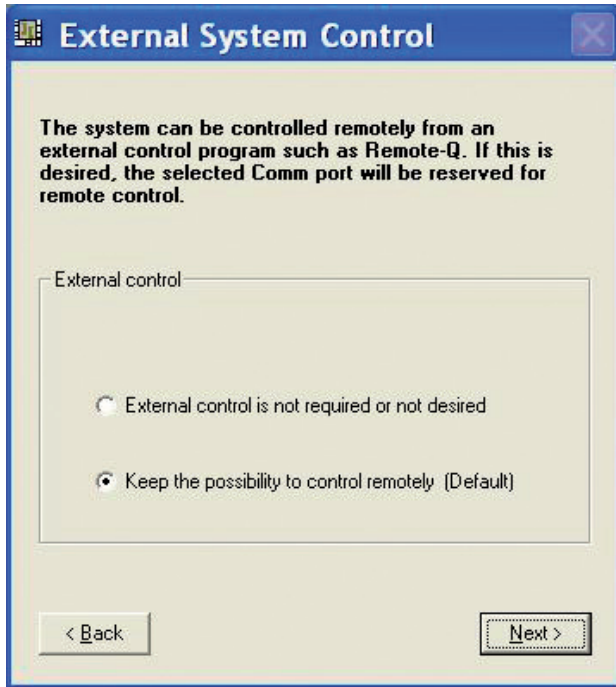 External System Control
The system can be controlled remotely from an
external control program such as Remote-Q. If this is
desired, the selected Comm port will be reserved for
remote control.
External control
External control is not required or not desired
Keep the possibility to control remotely (Default)
< Back
Next >